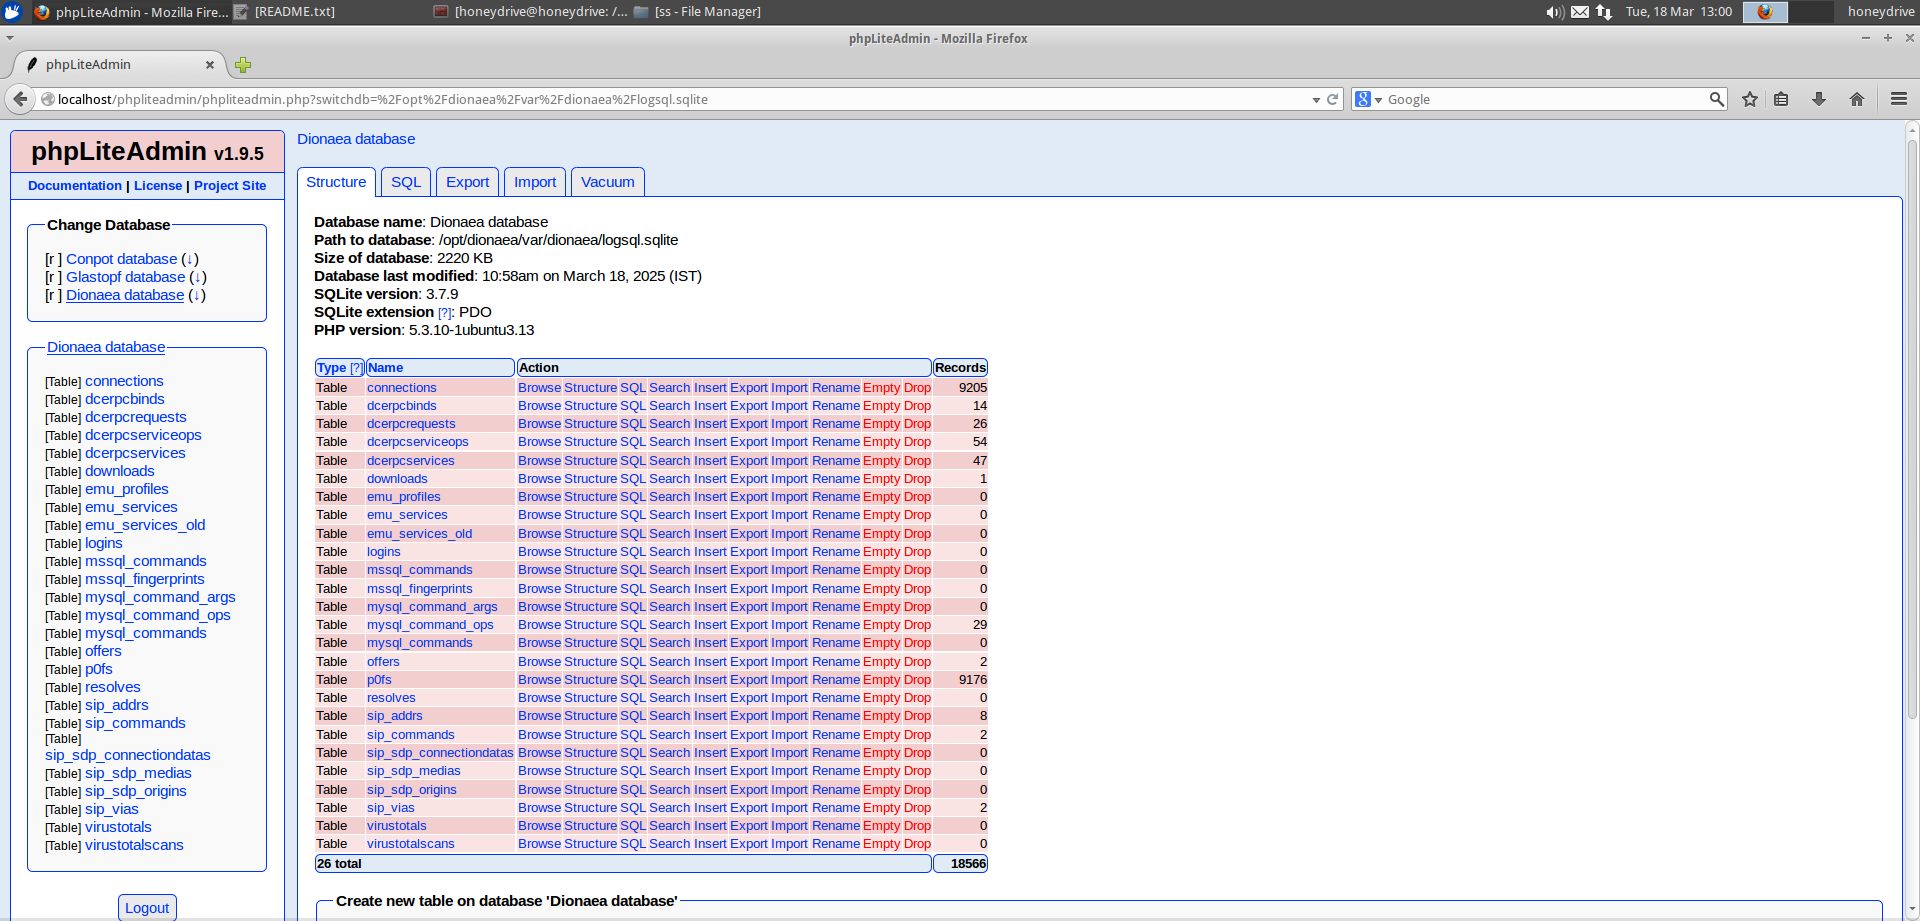 phpLiteAdmin - Mozilla Fire... [README.txt] [honeydrive@honeydrive: /... [ss - File Manager] Tue, 18 Mar 13:00 honeydrive
phpLiteAdmin - Mozilla Firefox
phpLiteAdmin
localhost/phpliteadmin/phpliteadmin.php?switchdb=%2Fopt%2Fdionaea%2Fvar%2Fdionaea%2Flogsql.sqlite 8 Google
phpLiteAdmin v1.9.5
Documentation | License | Project Site
Change Database
[r ] Conpot database (↓)
[r ] Glastopf database (↓)
[r ] Dionaea database (↓)
Dionaea database
[Table] connections
[Table] dcerpcbinds
[Table] dcerpcrequests
[Table] dcerpcserviceops
[Table] dcerpcservices
[Table] downloads
[Table] emu_profiles
[Table] emu_services
[Table] emu_services_old
[Table] logins
[Table] mssql_commands
[Table] mssql_fingerprints
[Table] mysql_command_args
[Table] mysql_command_ops
[Table] mysql_commands
[Table] offers
[Table] p0fs
[Table] resolves
[Table] sip_addrs
[Table] sip_commands
[Table]
sip_sdp_connectiondatas
[Table] sip_sdp_medias
[Table] sip_sdp_origins
[Table] sip_vias
[Table] virustotals
[Table] virustotalscans
Logout
Dionaea database
Structure SQL Export Import Vacuum
Database name: Dionaea database
Path to database: /opt/dionaea/var/dionaea/logsql.sqlite
Size of database: 2220 KB
Database last modified: 10:58am on March 18, 2025 (IST)
SQLite version: 3.7.9
SQLite extension [?]: PDO
PHP version: 5.3.10-1ubuntu3.13
Type [?] Name Action Records
Table connections Browse Structure SQL Search Insert Export Import Rename Empty Drop 9205
Table dcerpcbinds Browse Structure SQL Search Insert Export Import Rename Empty Drop 14
Table dcerpcrequests Browse Structure SQL Search Insert Export Import Rename Empty Drop 26
Table dcerpcserviceops Browse Structure SQL Search Insert Export Import Rename Empty Drop 54
Table dcerpcservices Browse Structure SQL Search Insert Export Import Rename Empty Drop 47
Table downloads Browse Structure SQL Search Insert Export Import Rename Empty Drop 1
Table emu_profiles Browse Structure SQL Search Insert Export Import Rename Empty Drop 0
Table emu_services Browse Structure SQL Search Insert Export Import Rename Empty Drop 0
Table emu_services_old Browse Structure SQL Search Insert Export Import Rename Empty Drop 0
Table logins Browse Structure SQL Search Insert Export Import Rename Empty Drop 0
Table mssql_commands Browse Structure SQL Search Insert Export Import Rename Empty Drop 0
Table mssql_fingerprints Browse Structure SQL Search Insert Export Import Rename Empty Drop 0
Table mysql_command_args Browse Structure SQL Search Insert Export Import Rename Empty Drop 0
Table mysql_command_ops Browse Structure SQL Search Insert Export Import Rename Empty Drop 29
Table mysql_commands Browse Structure SQL Search Insert Export Import Rename Empty Drop 0
Table offers Browse Structure SQL Search Insert Export Import Rename Empty Drop 2
Table p0fs Browse Structure SQL Search Insert Export Import Rename Empty Drop 9176
Table resolves Browse Structure SQL Search Insert Export Import Rename Empty Drop 0
Table sip_addrs Browse Structure SQL Search Insert Export Import Rename Empty Drop 8
Table sip_commands Browse Structure SQL Search Insert Export Import Rename Empty Drop 2
Table sip_sdp_connectiondatas Browse Structure SQL Search Insert Export Import Rename Empty Drop 0
Table sip_sdp_medias Browse Structure SQL Search Insert Export Import Rename Empty Drop 0
Table sip_sdp_origins Browse Structure SQL Search Insert Export Import Rename Empty Drop 0
Table sip_vias Browse Structure SQL Search Insert Export Import Rename Empty Drop 2
Table virustotals Browse Structure SQL Search Insert Export Import Rename Empty Drop 0
Table virustotalscans Browse Structure SQL Search Insert Export Import Rename Empty Drop 0
26 total 18566
Create new table on database 'Dionaea database'